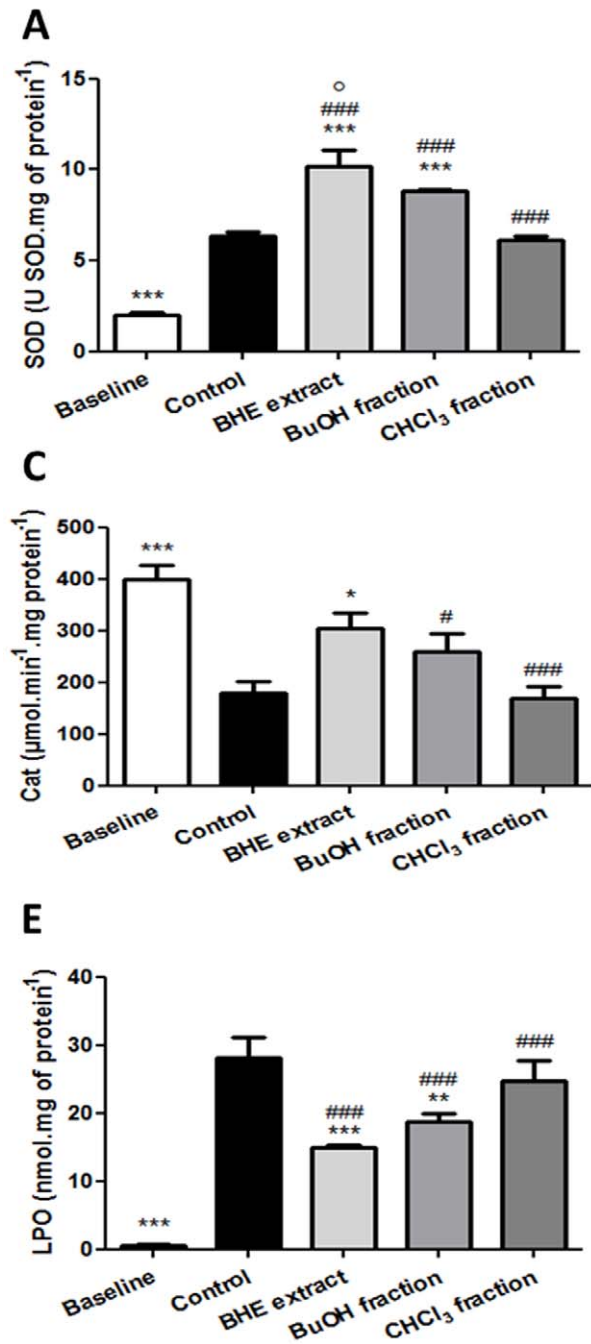 A
SOD (U SOD.mg of protein⁻¹)
15
10
5
0
***
°
###
***
###
***
###
Baseline
Control
BHE extract
BuOH fraction
CHCl₃ fraction
C
Cat (µmol.min⁻¹.mg protein⁻¹)
500
400
300
200
100
0
***
*
#
###
Baseline
Control
BHE extract
BuOH fraction
CHCl₃ fraction
E
LPO (nmol.mg of protein⁻¹)
40
30
20
10
0
***
###
***
###
**
###
Baseline
Control
BHE extract
BuOH fraction
CHCl₃ fraction